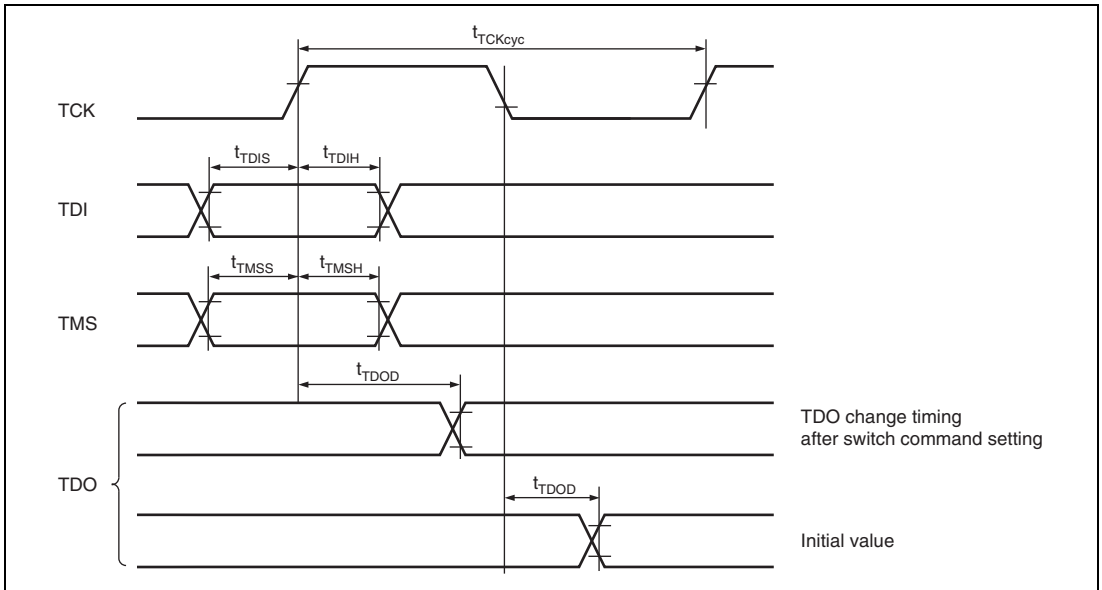 tTCKcyc
TCK
tTDIS
tTDIH
TDI
tTMSS
tTMSH
TMS
tTDOD
TDO change timing
after switch command setting
TDO
tTDOD
Initial value